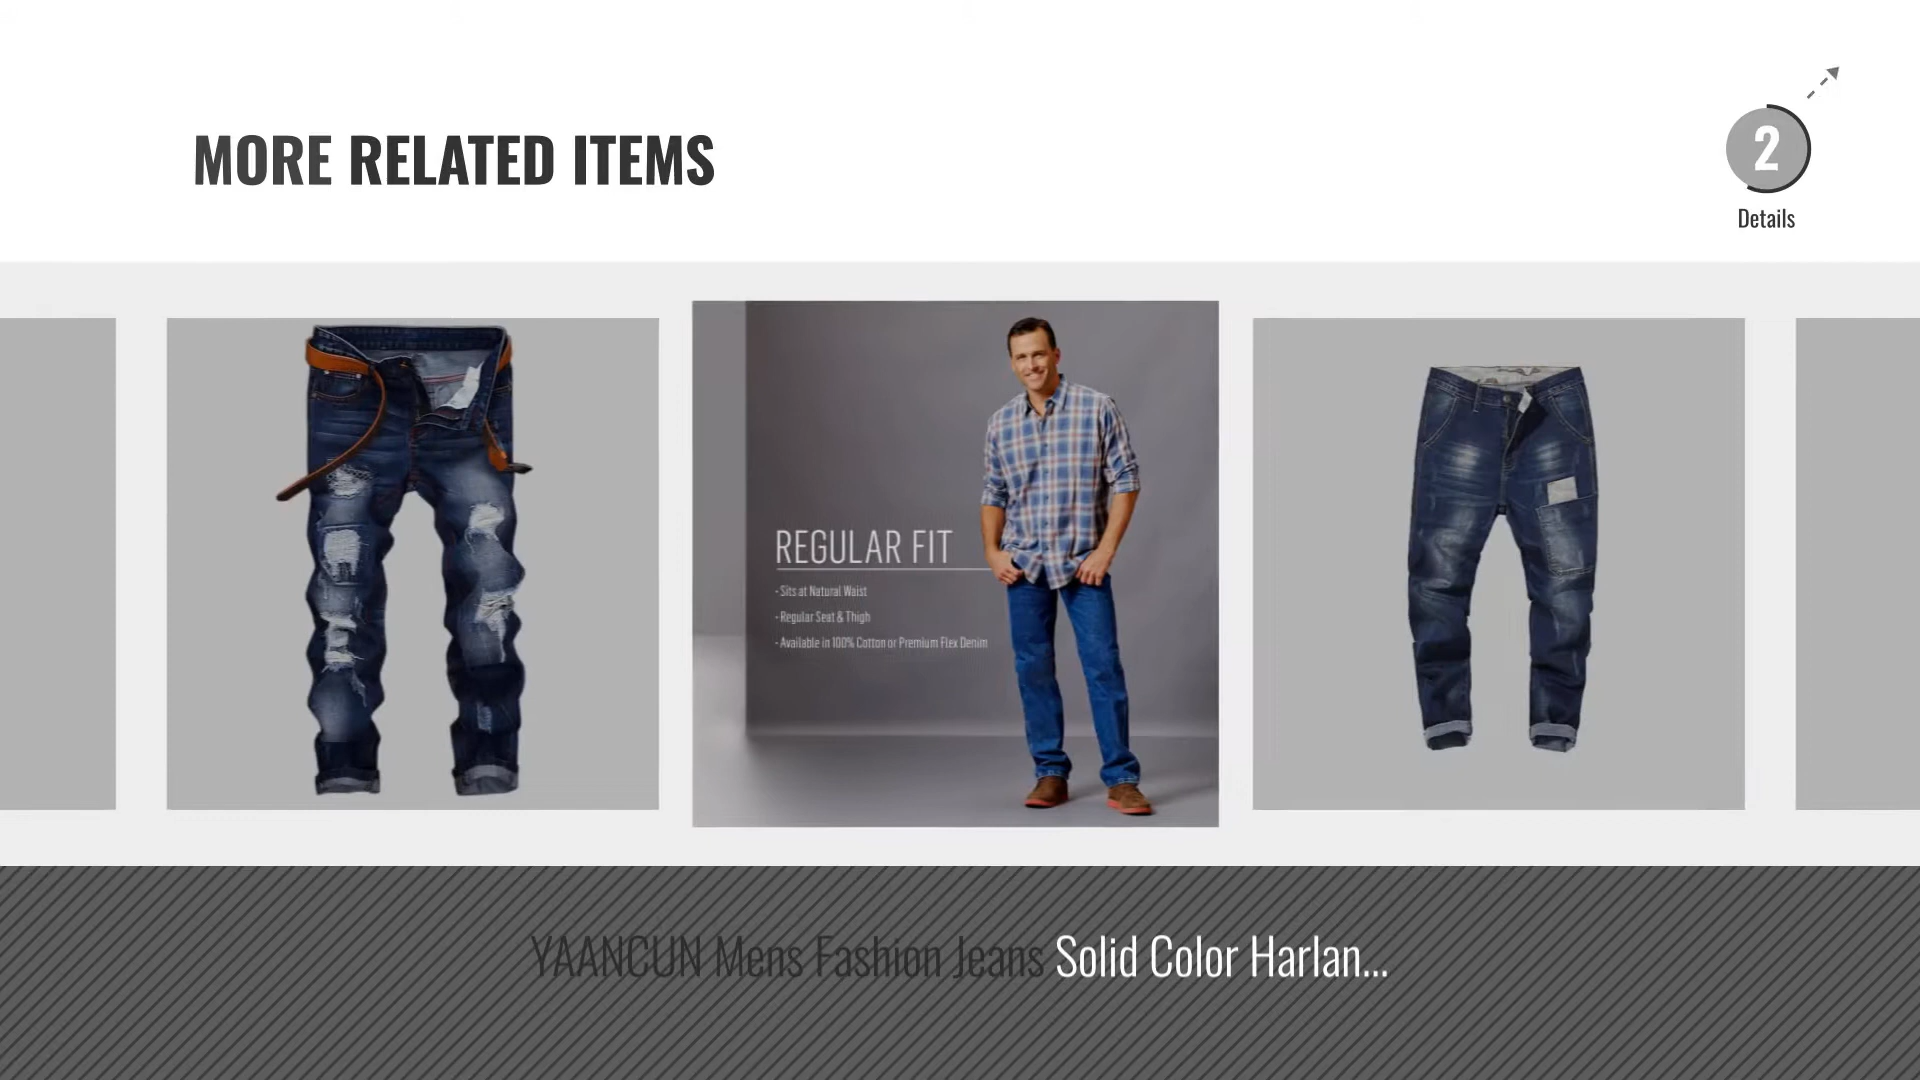 MORE RELATED ITEMS
2
Details
REGULAR FIT
- Sits at Natural Waist
- Regular Seat & Thigh
- Available in 100% Cotton or Premium Flex Denim
YAANCUN Mens Fashion Jeans Solid Color Harlan...